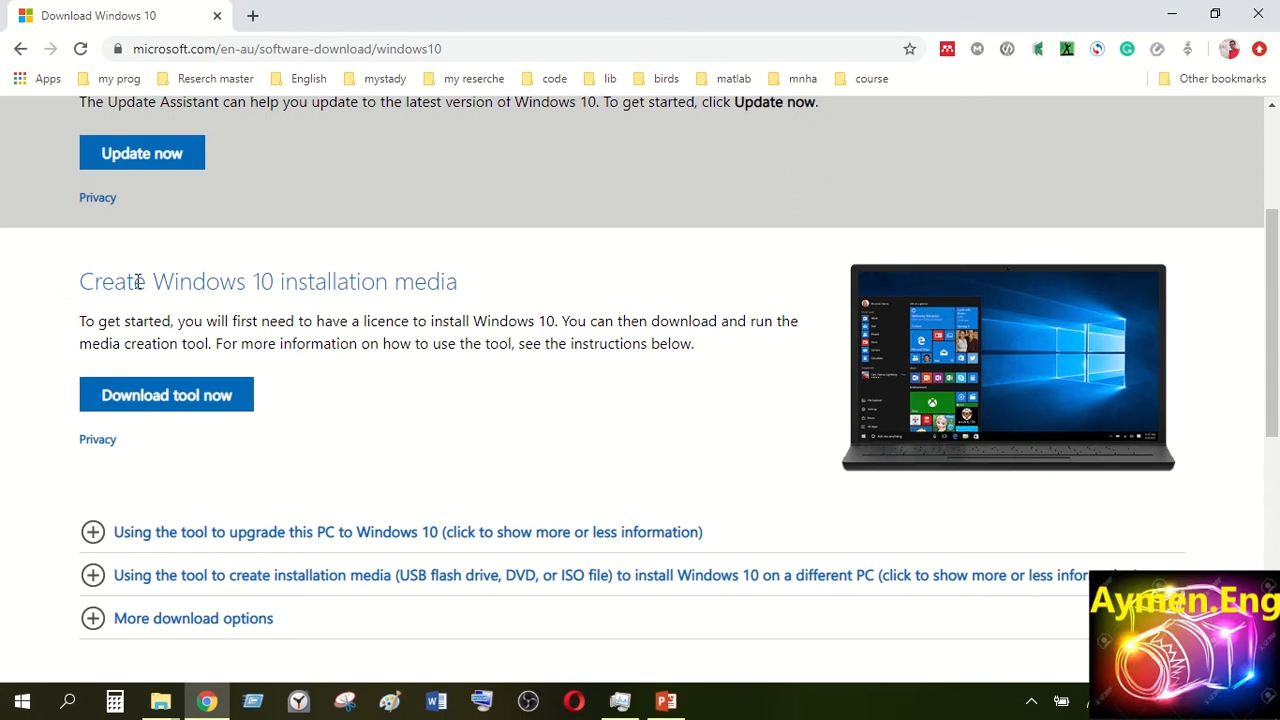 Download Windows 10
microsoft.com/en-au/software-download/windows10
Apps my prog Reserch master English mystady my reserche code lib birds matlab mnha course Other bookmarks
The Update Assistant can help you update to the latest version of Windows 10. To get started, click Update now.
Update now
Privacy
Create Windows 10 installation media
To get started, you will first need to have a licence to install Windows 10. You can then download and run the
media creation tool. For more information on how to use the tool, see the instructions below.
Download tool now
Privacy
Using the tool to upgrade this PC to Windows 10 (click to show more or less information)
Using the tool to create installation media (USB flash drive, DVD, or ISO file) to install Windows 10 on a different PC (click to show more or less
More download options
Aymen.Eng